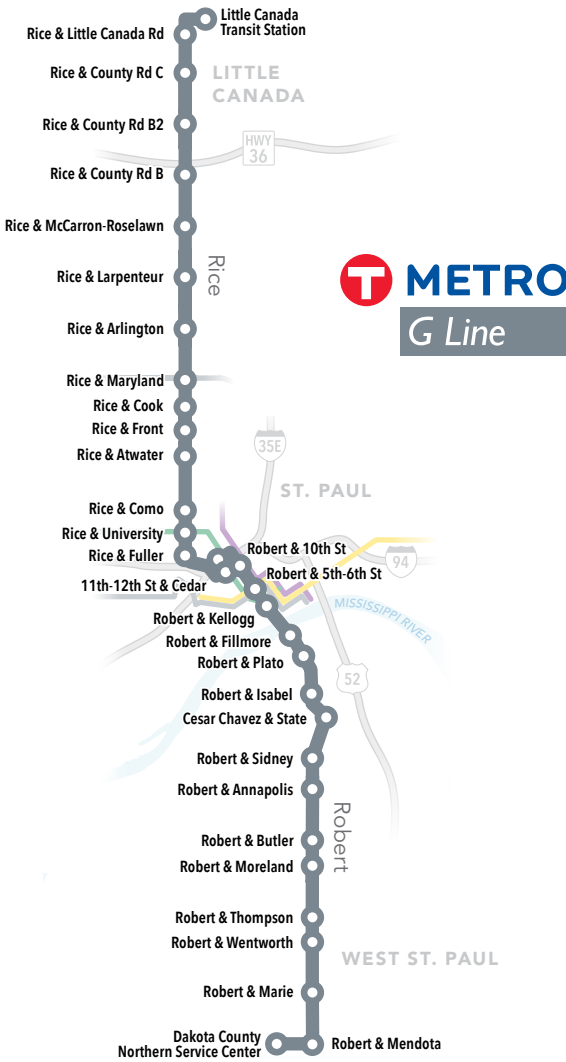 Little Canada
Transit Station
Rice & Little Canada Rd
Rice & County Rd C
LITTLE
CANADA
Rice & County Rd B2
HWY
36
Rice & County Rd B
Rice & McCarron-Roselawn
Rice
Rice & Larpenteur
T METRO
G Line
Rice & Arlington
Rice & Maryland
Rice & Cook
Rice & Front
35E
Rice & Atwater
ST. PAUL
Rice & Como
Rice & University
Rice & Fuller
Robert & 10th St
94
Robert & 5th-6th St
11th-12th St & Cedar
MISSISSIPPI RIVER
Robert & Kellogg
Robert & Fillmore
Robert & Plato
52
Robert & Isabel
Cesar Chavez & State
Robert & Sidney
Robert & Annapolis
Robert
Robert & Butler
Robert & Moreland
Robert & Thompson
Robert & Wentworth
WEST ST. PAUL
Robert & Marie
Dakota County
Northern Service Center
Robert & Mendota